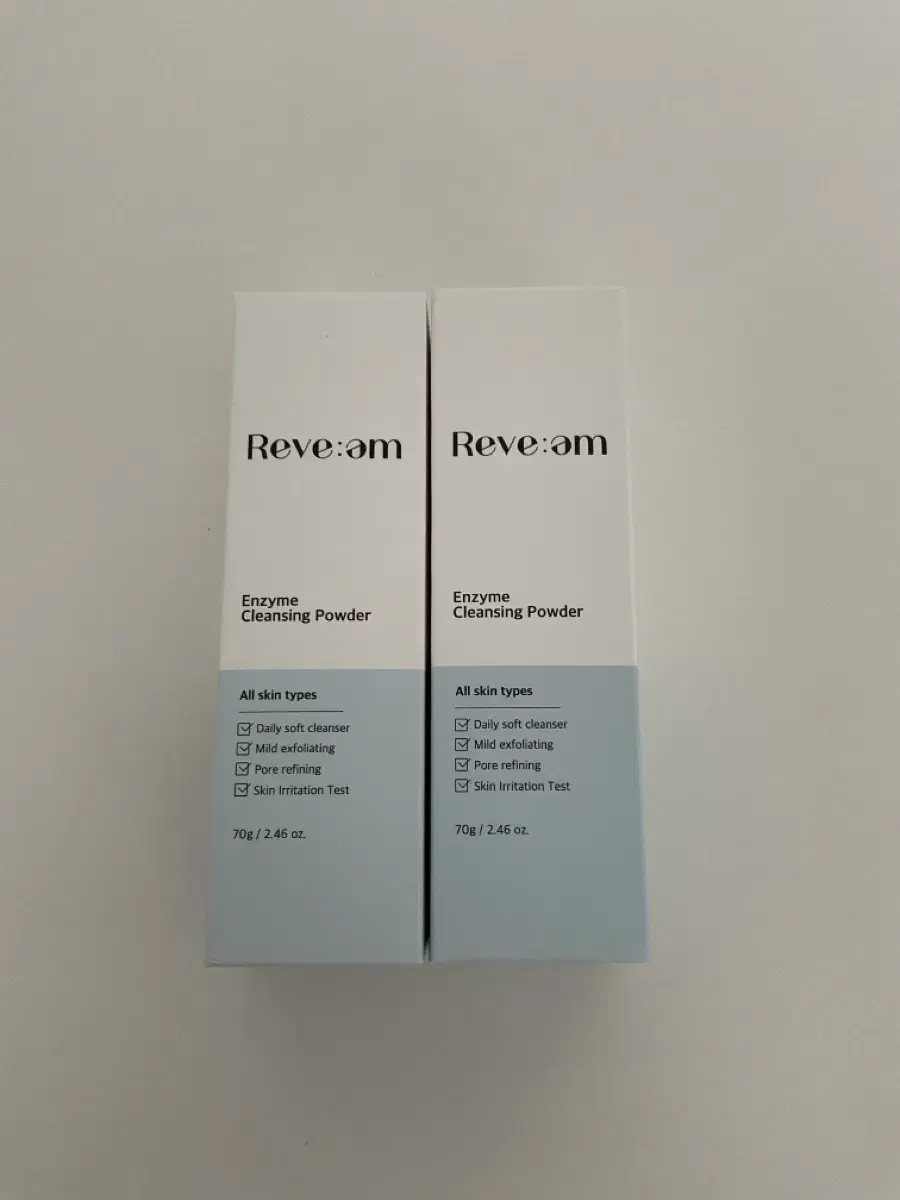 Reve:əm
Enzyme
Cleansing Powder
All skin types
Daily soft cleanser
Mild exfoliating
Pore refining
Skin Irritation Test
70g / 2.46 oz.
Reve:əm
Enzyme
Cleansing Powder
All skin types
Daily soft cleanser
Mild exfoliating
Pore refining
Skin Irritation Test
70g / 2.46 oz.